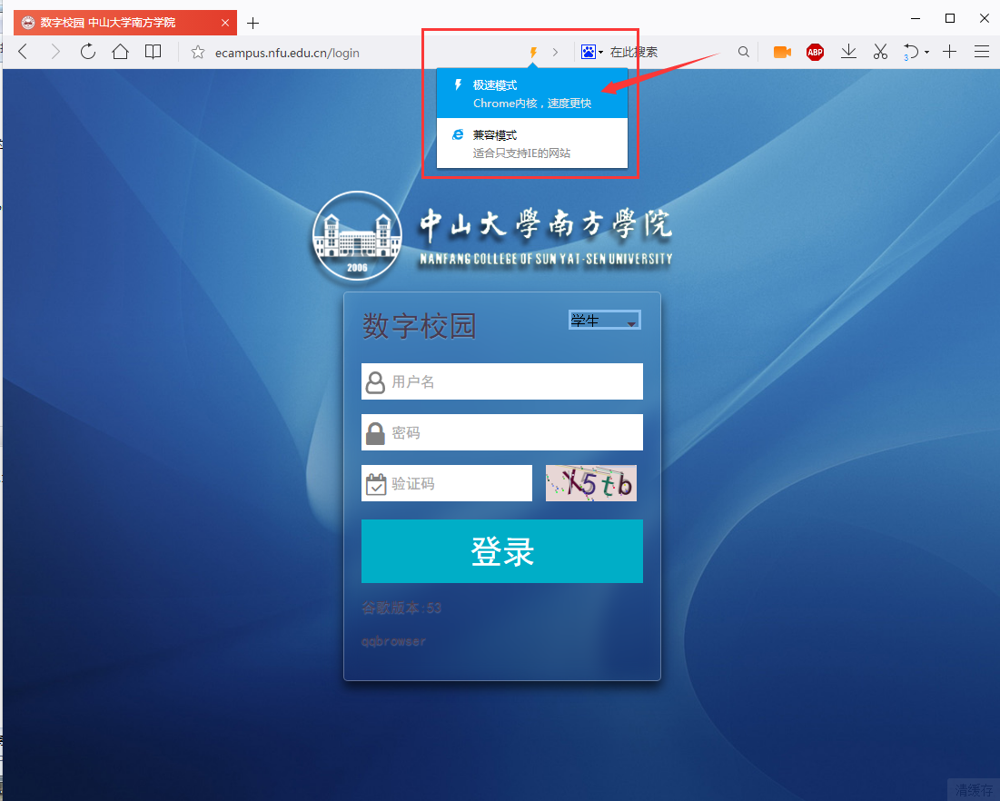 数字校园 中山大学南方学院
ecampus.nfu.edu.cn/login
在此搜索
ABP
3
极速模式
Chrome内核，速度更快
兼容模式
适合只支持IE的网站
中山大學南方學院
NANFANG COLLEGE OF SUN YAT-SEN UNIVERSITY
2006
数字校园
学生
用户名
密码
验证码
X5tb
登录
谷歌版本:53
qqbrowser
清缓存